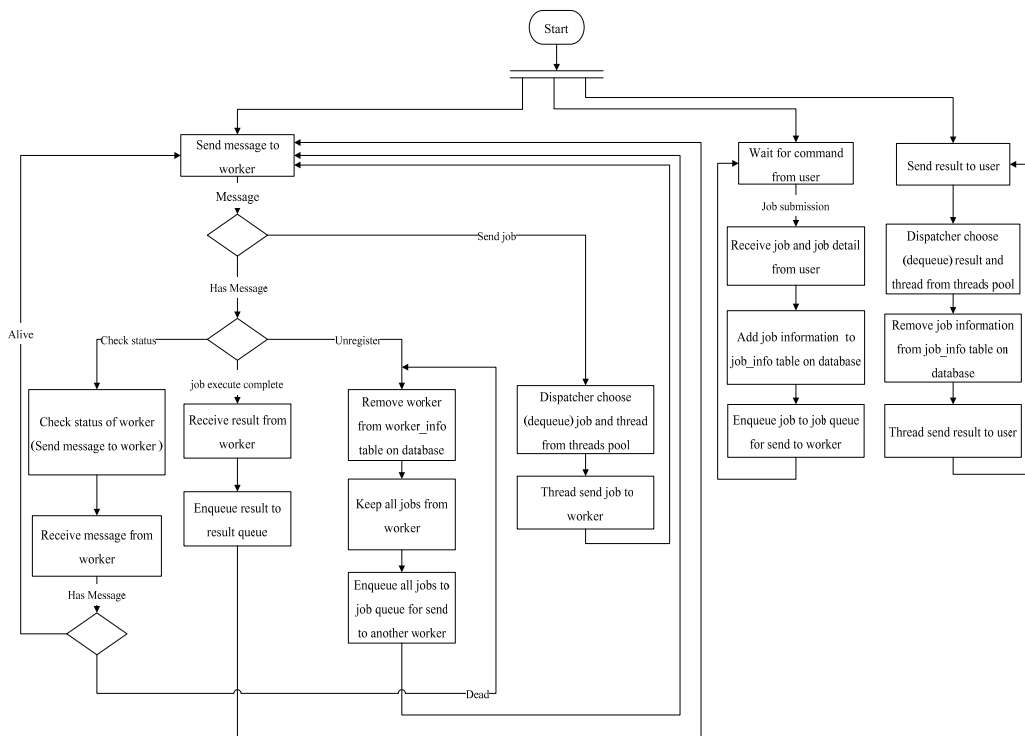 Start
Send message to
worker
Message
Send job
Has Message
Check status
Unregister
job execute complete
Alive
Check status of worker
(Send message to worker )
Receive message from
worker
Has Message
Dead
Receive result from
worker
Enqueue result to
result queue
Remove worker
from worker_info
table on database
Keep all jobs from
worker
Enqueue all jobs to
job queue for send
to another worker
Dispatcher choose
(dequeue) job and thread
from threads pool
Thread send job to
worker
Wait for command
from user
Job submission
Receive job and job detail
from user
Add job information to
job_info table on database
Enqueue job to job queue
for send to worker
Send result to user
Dispatcher choose
(dequeue) result and
thread from threads pool
Remove job information
from job_info table on
database
Thread send result to user